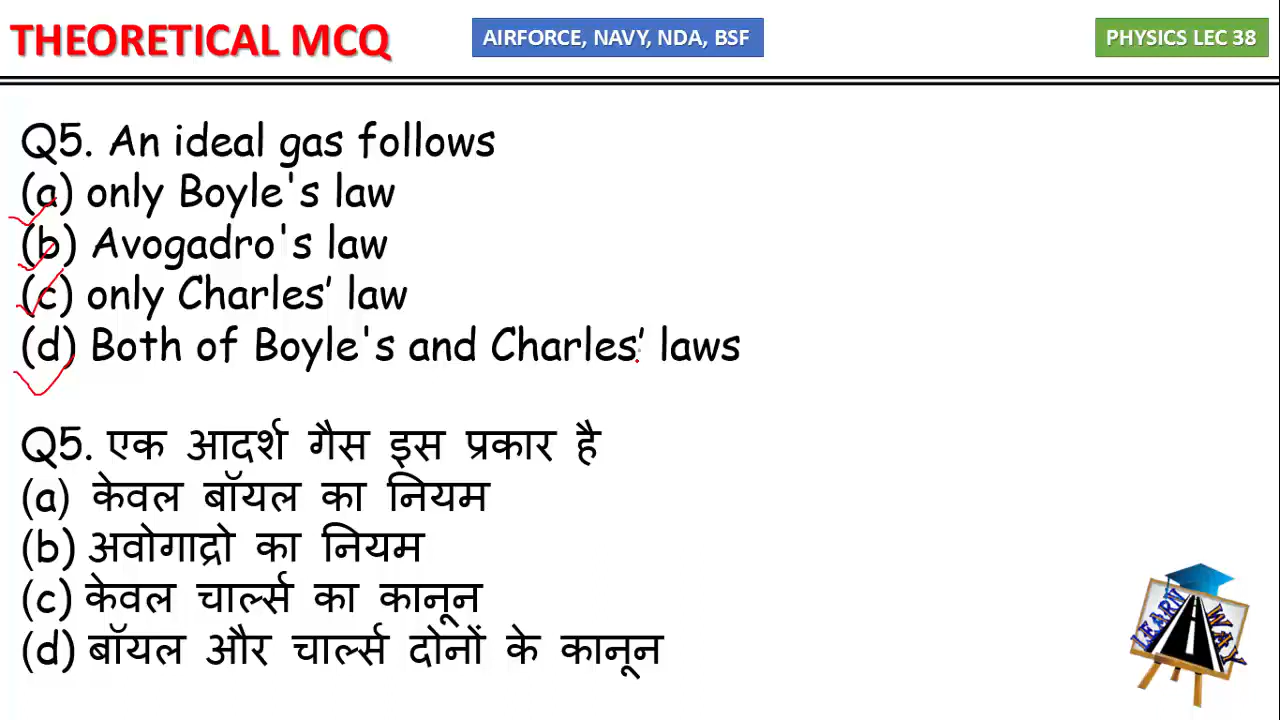 THEORETICAL MCQ
AIRFORCE, NAVY, NDA, BSF
PHYSICS LEC 38
Q5. An ideal gas follows
(a) only Boyle's law
(b) Avogadro's law
(c) only Charles’ law
(d) Both of Boyle's and Charles’ laws
Q5. एक आदर्श गैस इस प्रकार है
(a) केवल बॉयल का नियम
(b) अवोगाद्रो का नियम
(c) केवल चार्ल्स का कानून
(d) बॉयल और चार्ल्स दोनों के कानून
LEARN WAY